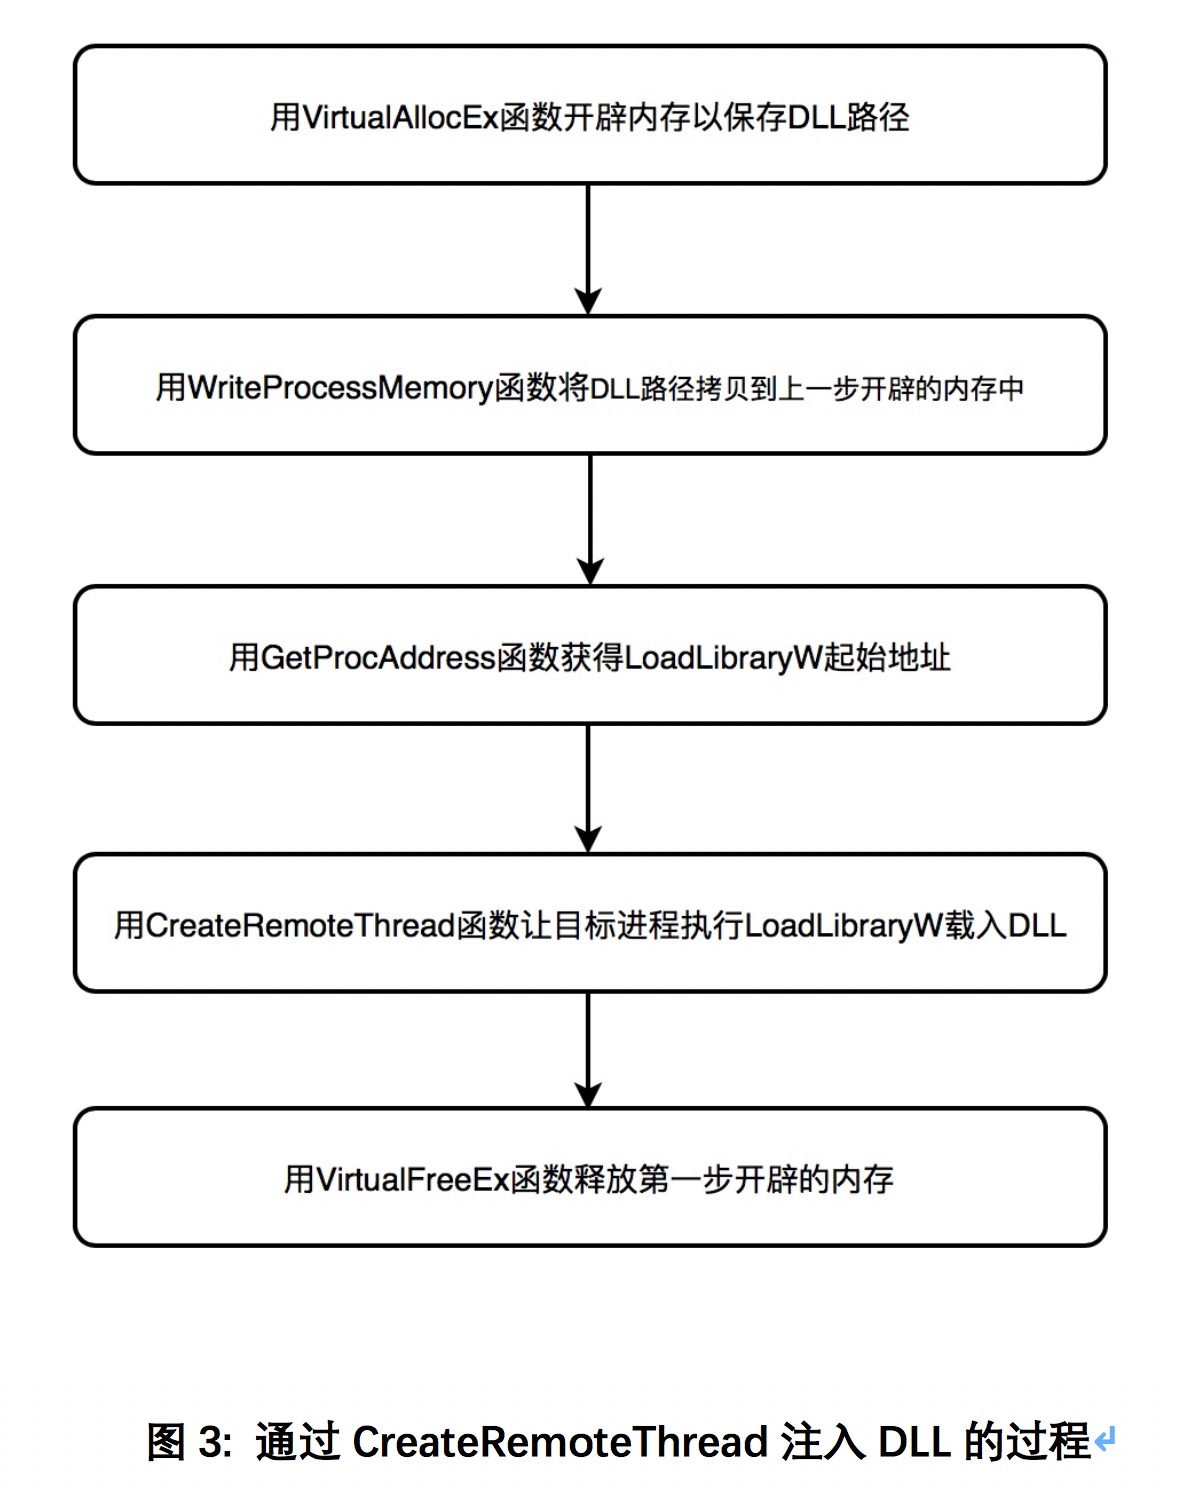 用VirtualAllocEx函数开辟内存以保存DLL路径
用WriteProcessMemory函数将DLL路径拷贝到上一步开辟的内存中
用GetProcAddress函数获得LoadLibraryW起始地址
用CreateRemoteThread函数让目标进程执行LoadLibraryW载入DLL
用VirtualFreeEx函数释放第一步开辟的内存
图 3: 通过 CreateRemoteThread 注入 DLL 的过程↵